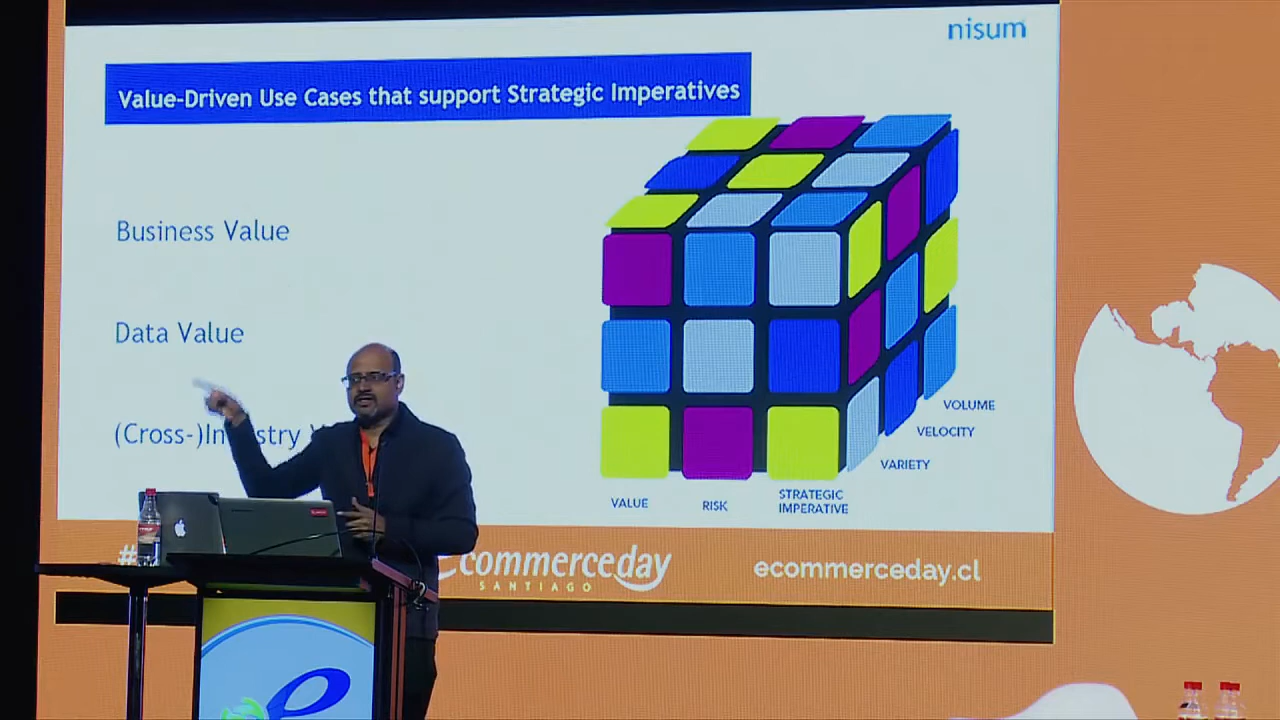 nisum
Value-Driven Use Cases that support Strategic Imperatives
Business Value
Data Value
(Cross-)In stry V
VOLUME
VELOCITY
VARIETY
VALUE
RISK
STRATEGIC
IMPERATIVE
#
ecommerceday
SANTIAGO
ecommerceday.cl
e